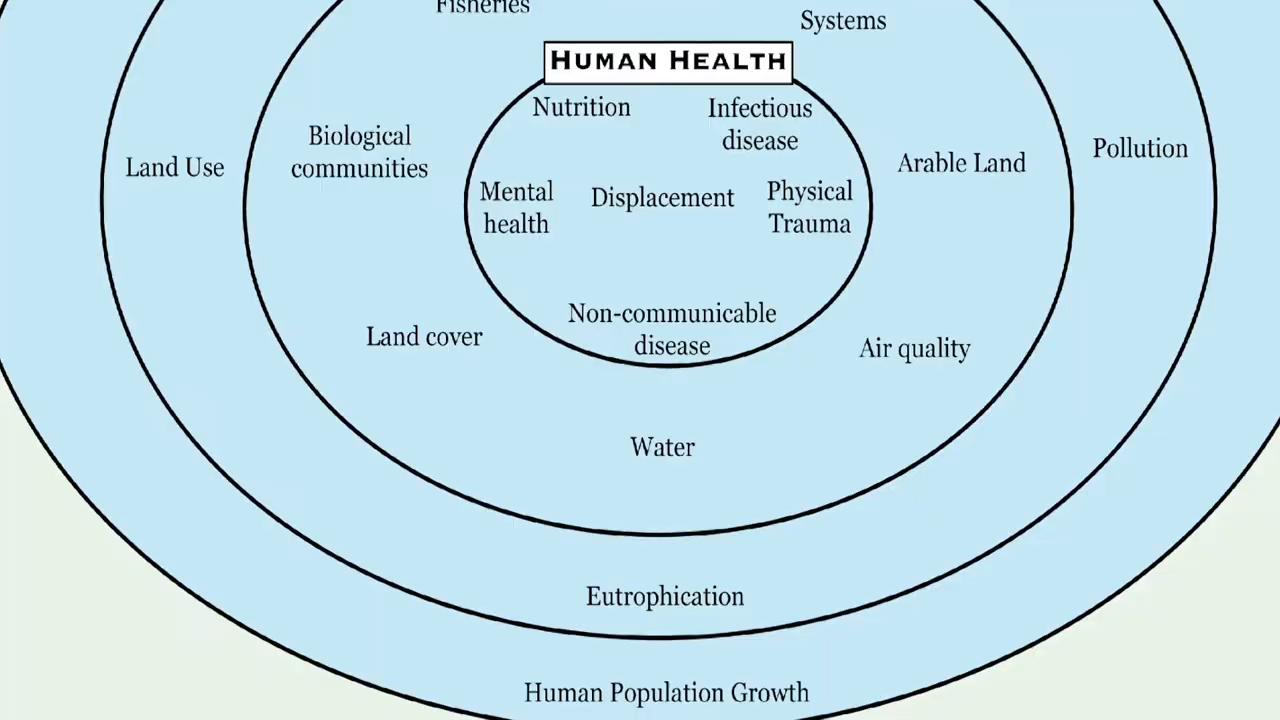 Fisheries
Systems
HUMAN HEALTH
Nutrition
Infectious
disease
Biological
communities
Land Use
Arable Land
Pollution
Mental
health
Displacement
Physical
Trauma
Non-communicable
disease
Land cover
Air quality
Water
Eutrophication
Human Population Growth